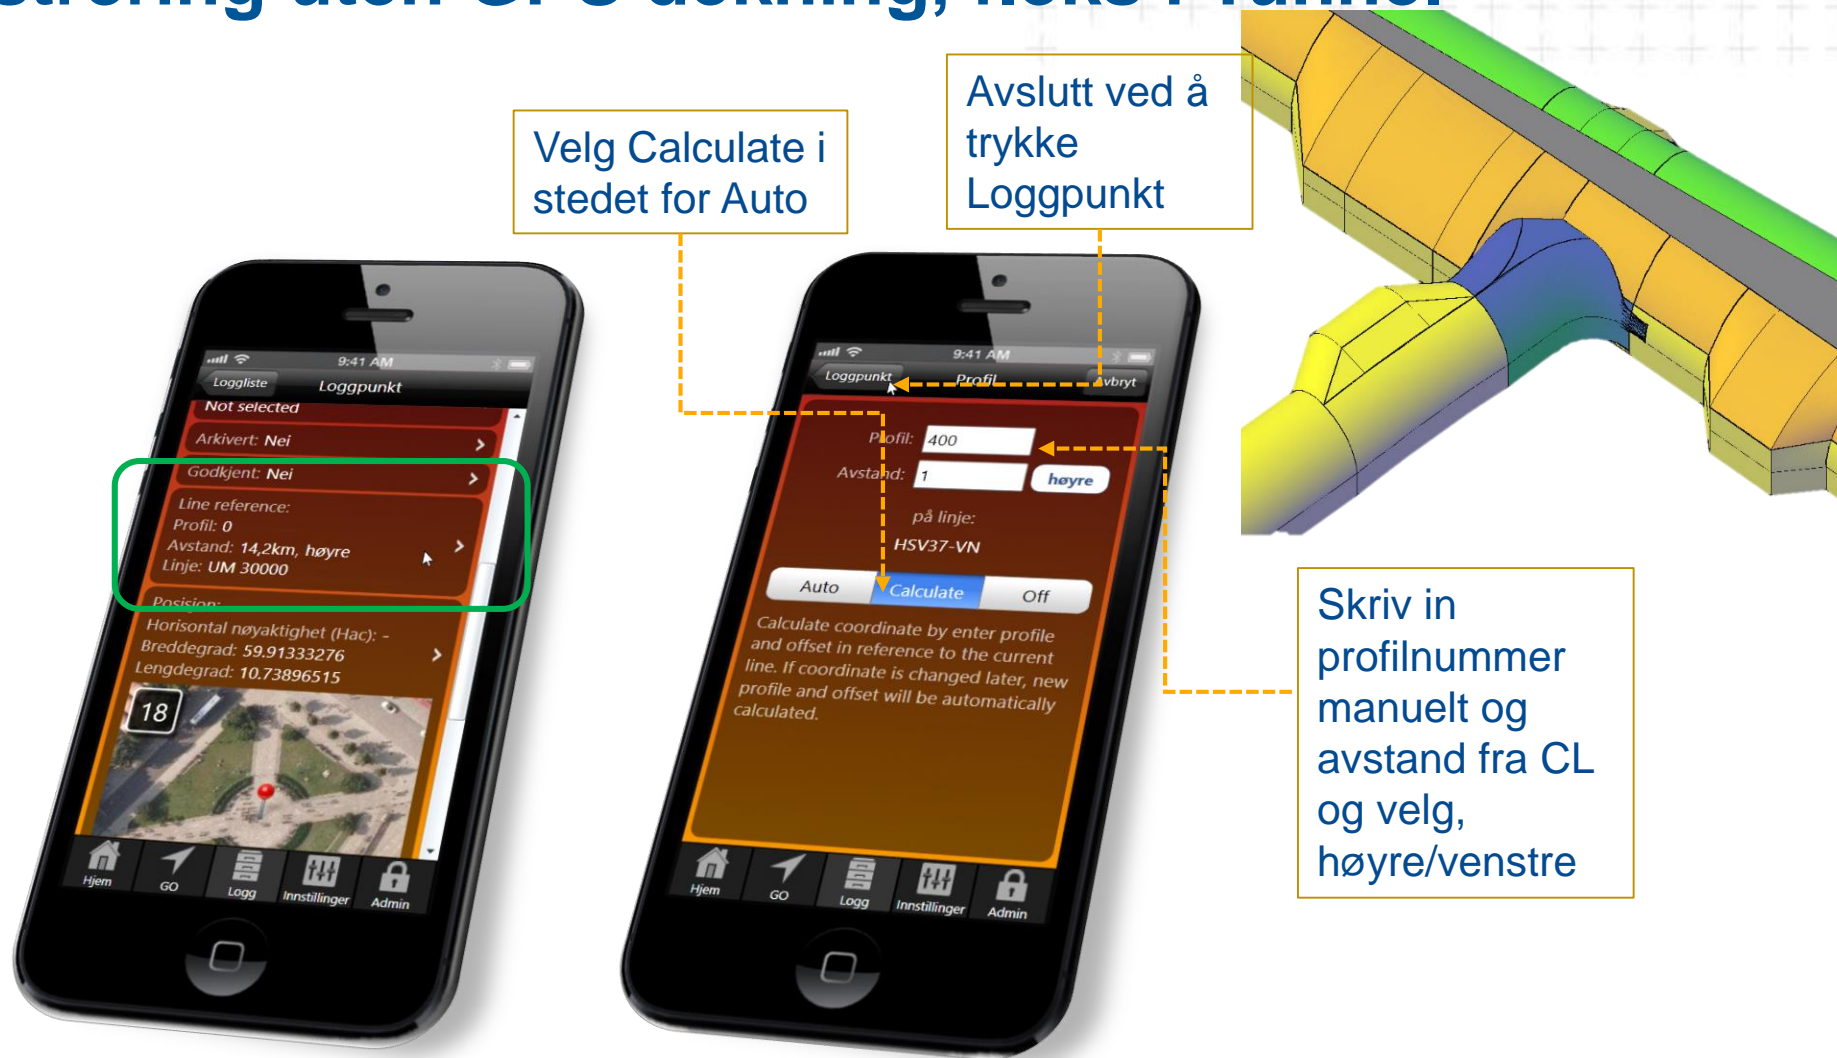 uten GPS dekning, f.eks i Tunnel
Velg Calculate i
stedet for Auto
Avslutt ved å
trykke
Loggpunkt
9:41 AM
Loggliste
Loggpunkt
Not selected
Arkivert: Nei
Godkjent: Nei
Line reference:
Profil: 0
Avstand: 14,2km, høyre
Linje: UM 30000
Posisjon:
Horisontal nøyaktighet (Hac): -
Breddegrad: 59.91333276
Lengdegrad: 10.73896515
18
Hjem
GO
Logg
Innstillinger
Admin
9:41 AM
Loggpunkt
Profil
Avbryt
Profil: 400
Avstand: 1
høyre
på linje:
HSV37-VN
Auto
Calculate
Off
Calculate coordinate by enter profile
and offset in reference to the current
line. If coordinate is changed later, new
profile and offset will be automatically
calculated.
Hjem
GO
Logg
Innstillinger
Admin
Skriv in
profilnummer
manuelt og
avstand fra CL
og velg,
høyre/venstre